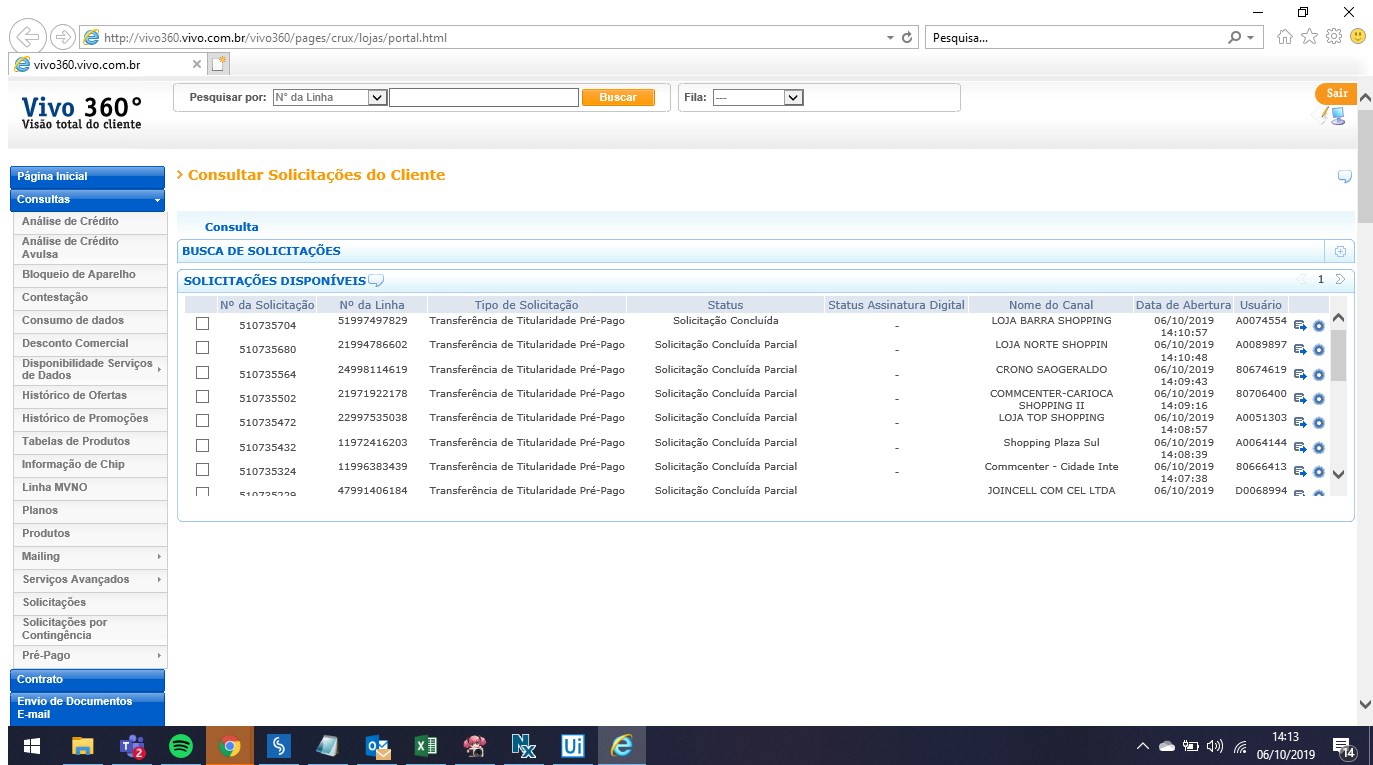 http://vivo360.vivo.com.br/vivo360/pages/crux/lojas/portal.html
Pesquisa...
vivo360.vivo.com.br
Vivo 360°
Visão total do cliente
Pesquisar por: N° da Linha Buscar Fila: --- Sair
Página Inicial
Consultas
Análise de Crédito
Análise de Crédito
Avulsa
Bloqueio de Aparelho
Contestação
Consumo de dados
Desconto Comercial
Disponibilidade Serviços
de Dados
Histórico de Ofertas
Histórico de Promoções
Tabelas de Produtos
Informação de Chip
Linha MVNO
Planos
Produtos
Mailing
Serviços Avançados
Solicitações
Solicitações por
Contingência
Pré-Pago
Contrato
Envio de Documentos
E-mail
Consultar Solicitações do Cliente
Consulta
BUSCA DE SOLICITAÇÕES
SOLICITAÇÕES DISPONÍVEIS 1
Nº da Solicitação Nº da Linha Tipo de Solicitação Status Status Assinatura Digital Nome do Canal Data de Abertura Usuário
510735704 51997497829 Transferência de Titularidade Pré-Pago Solicitação Concluída - LOJA BARRA SHOPPING 06/10/2019 A0074554
14:10:57
510735680 21994786602 Transferência de Titularidade Pré-Pago Solicitação Concluída Parcial - LOJA NORTE SHOPPIN 06/10/2019 A0089897
14:10:48
510735564 24998114619 Transferência de Titularidade Pré-Pago Solicitação Concluída Parcial - CRONO SAOGERALDO 06/10/2019 80674619
14:09:43
510735502 21971922178 Transferência de Titularidade Pré-Pago Solicitação Concluída Parcial - COMMCENTER-CARIOCA 06/10/2019 80706400
SHOPPING II 14:09:16
510735472 22997535038 Transferência de Titularidade Pré-Pago Solicitação Concluída Parcial - LOJA TOP SHOPPING 06/10/2019 A0051303
14:08:57
510735432 11972416203 Transferência de Titularidade Pré-Pago Solicitação Concluída Parcial - Shopping Plaza Sul 06/10/2019 A0064144
14:08:39
510735324 11996383439 Transferência de Titularidade Pré-Pago Solicitação Concluída Parcial - Commcenter - Cidade Inte 06/10/2019 80666413
14:07:38
510735229 47991406184 Transferência de Titularidade Pré-Pago Solicitação Concluída Parcial JOINCELL COM CEL LTDA 06/10/2019 D0068994
2
Ui
14:13
06/10/2019
14